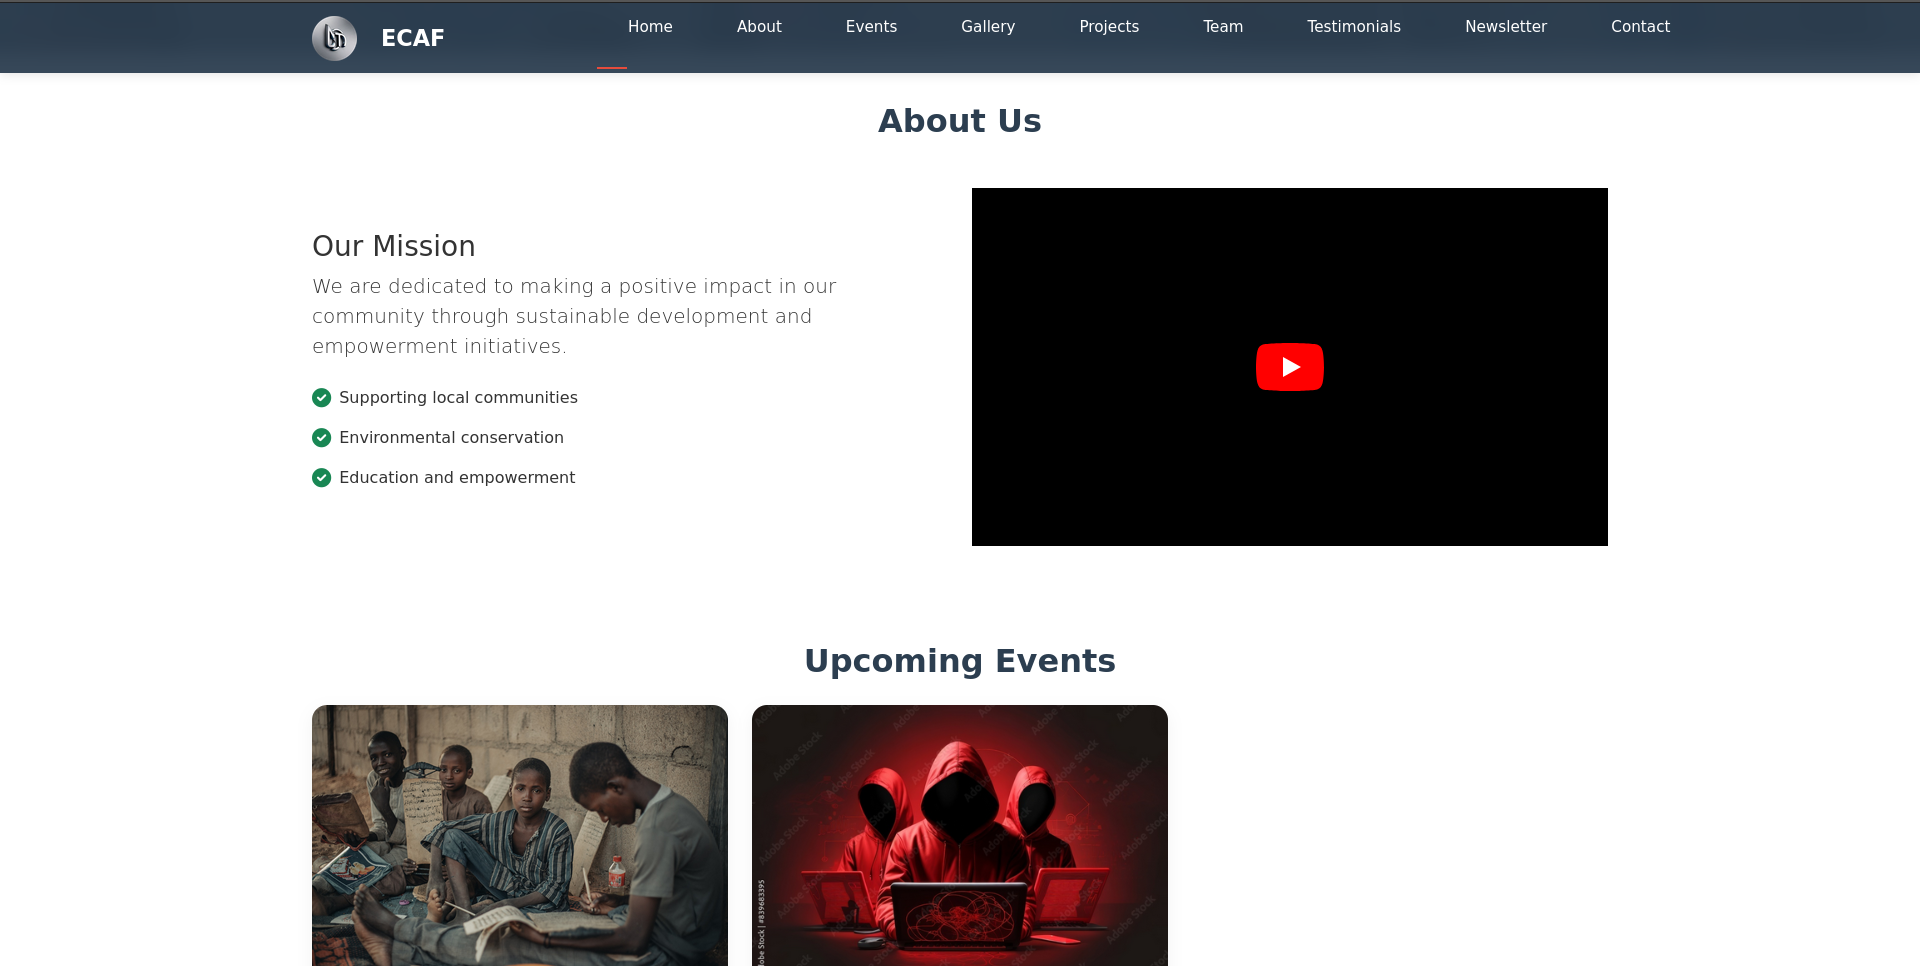 ECAF
Home
About
Events
Gallery
Projects
Team
Testimonials
Newsletter
Contact
About Us
Our Mission
We are dedicated to making a positive impact in our
community through sustainable development and
empowerment initiatives.
Supporting local communities
Environmental conservation
Education and empowerment
Upcoming Events
Adobe Stock
Adobe Stock | #839683395